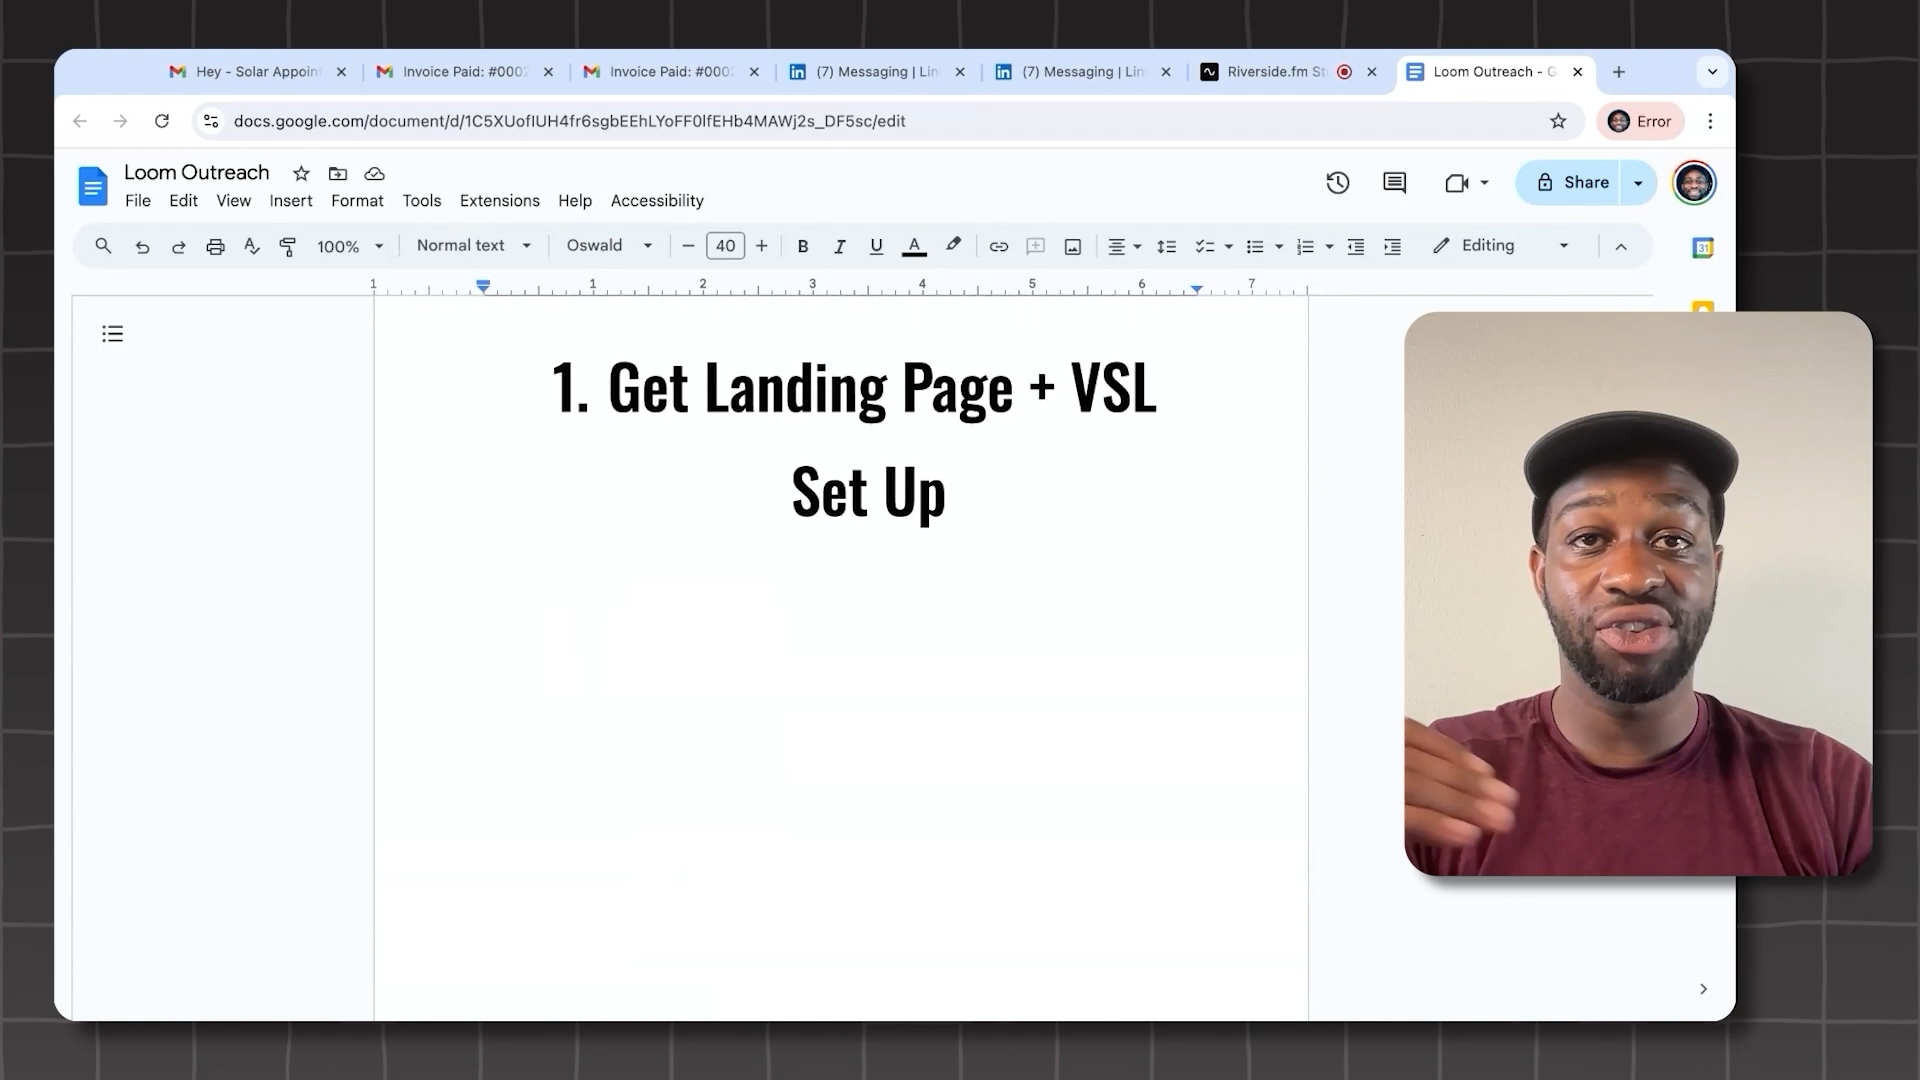 Hey - Solar Appoin
Invoice Paid: #0002
Invoice Paid: #000
(7) Messaging | Lin
(7) Messaging | Lin
Riverside.fm St
Loom Outreach - G
docs.google.com/document/d/1C5XUofIUH4fr6sgbEEhLYoFF0lfEHb4MAWj2s_DF5sc/edit
Error
Loom Outreach
File Edit View Insert Format Tools Extensions Help Accessibility
Share
100% Normal text Oswald 40 B I U A Editing
31
1 1 2 3 4 5 6 7
1. Get Landing Page + VSL
Set Up